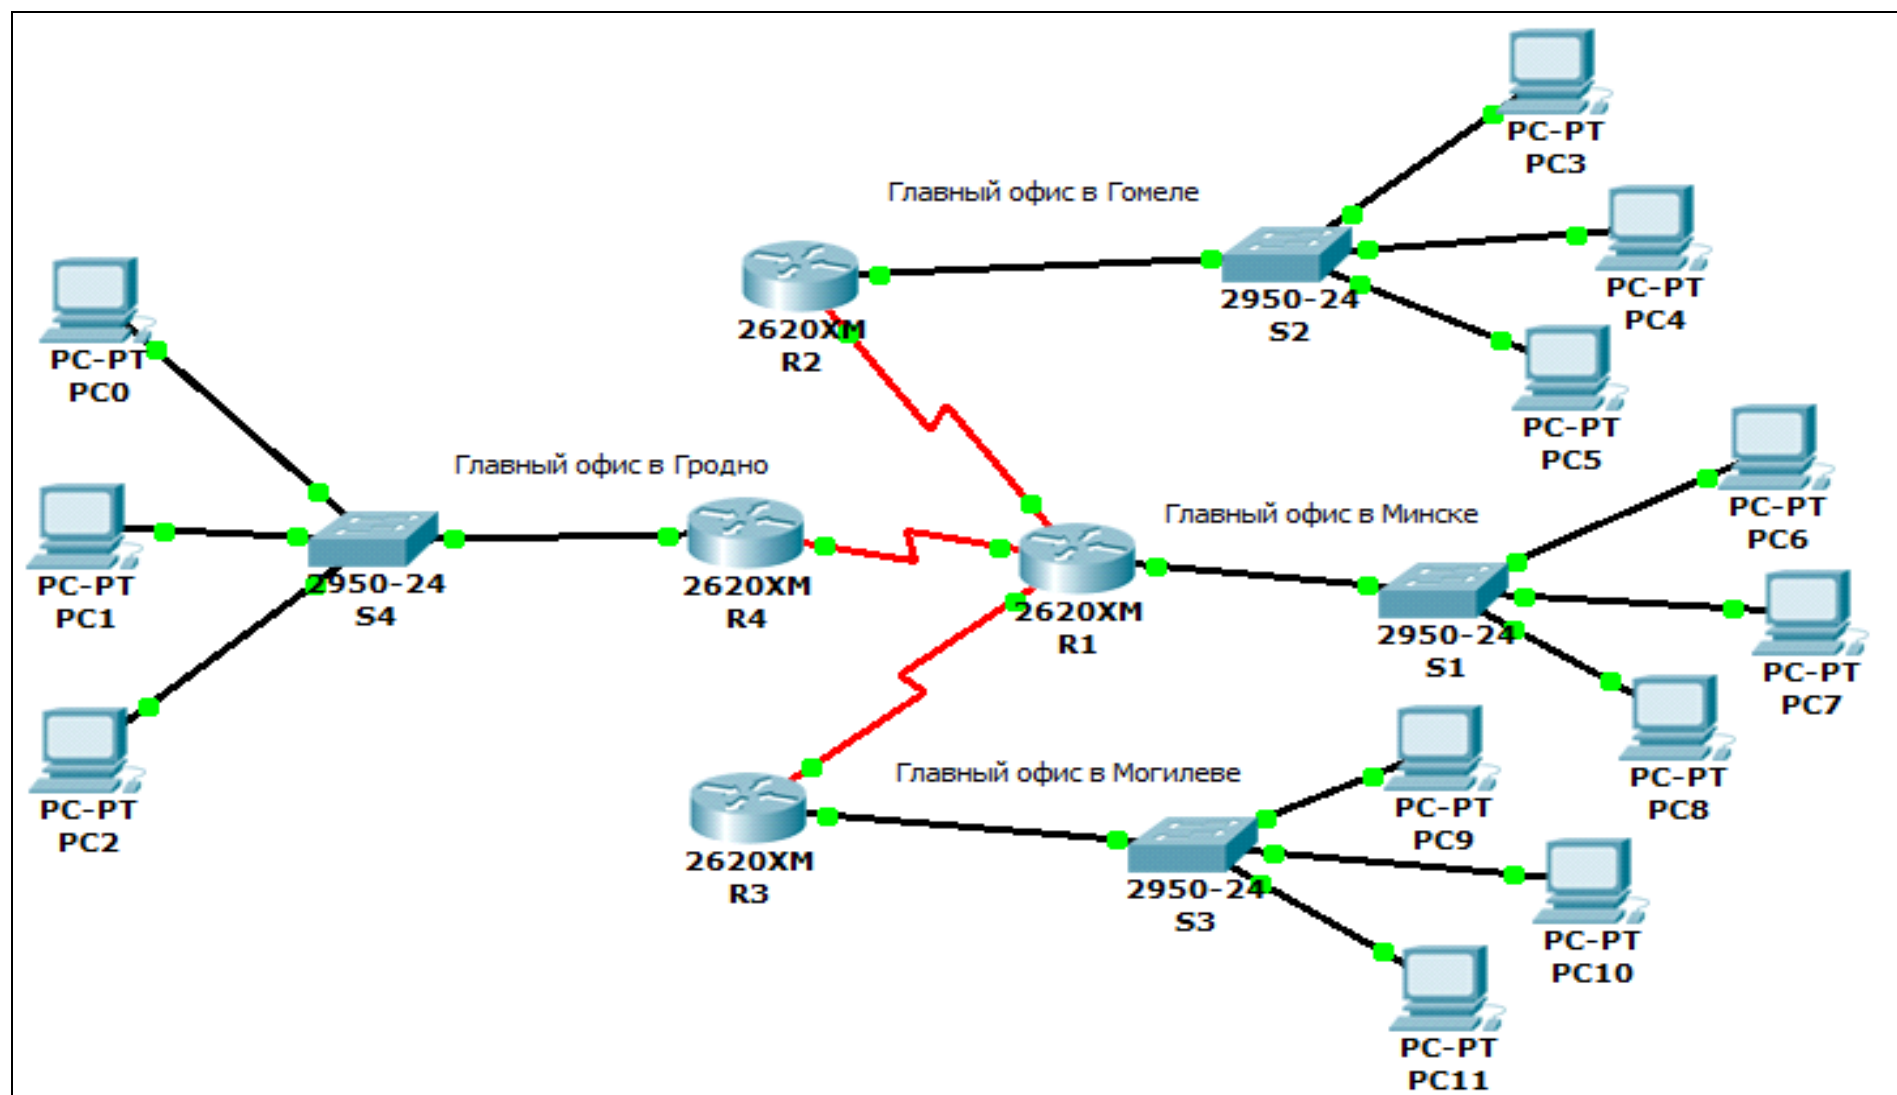 PC-PT
PC3
Главный офис в Гомеле
PC-PT
PC4
2950-24
S2
2620XM
R2
PC-PT
PC0
PC-PT
PC5
Главный офис в Гродно
Главный офис в Минске
PC-PT
PC6
PC-PT
PC1
2950-24
S4
2620XM
R4
2620XM
R1
2950-24
S1
PC-PT
PC7
Главный офис в Могилеве
PC-PT
PC8
PC-PT
PC2
PC-PT
PC9
2620XM
R3
2950-24
S3
PC-PT
PC10
PC-PT
PC11